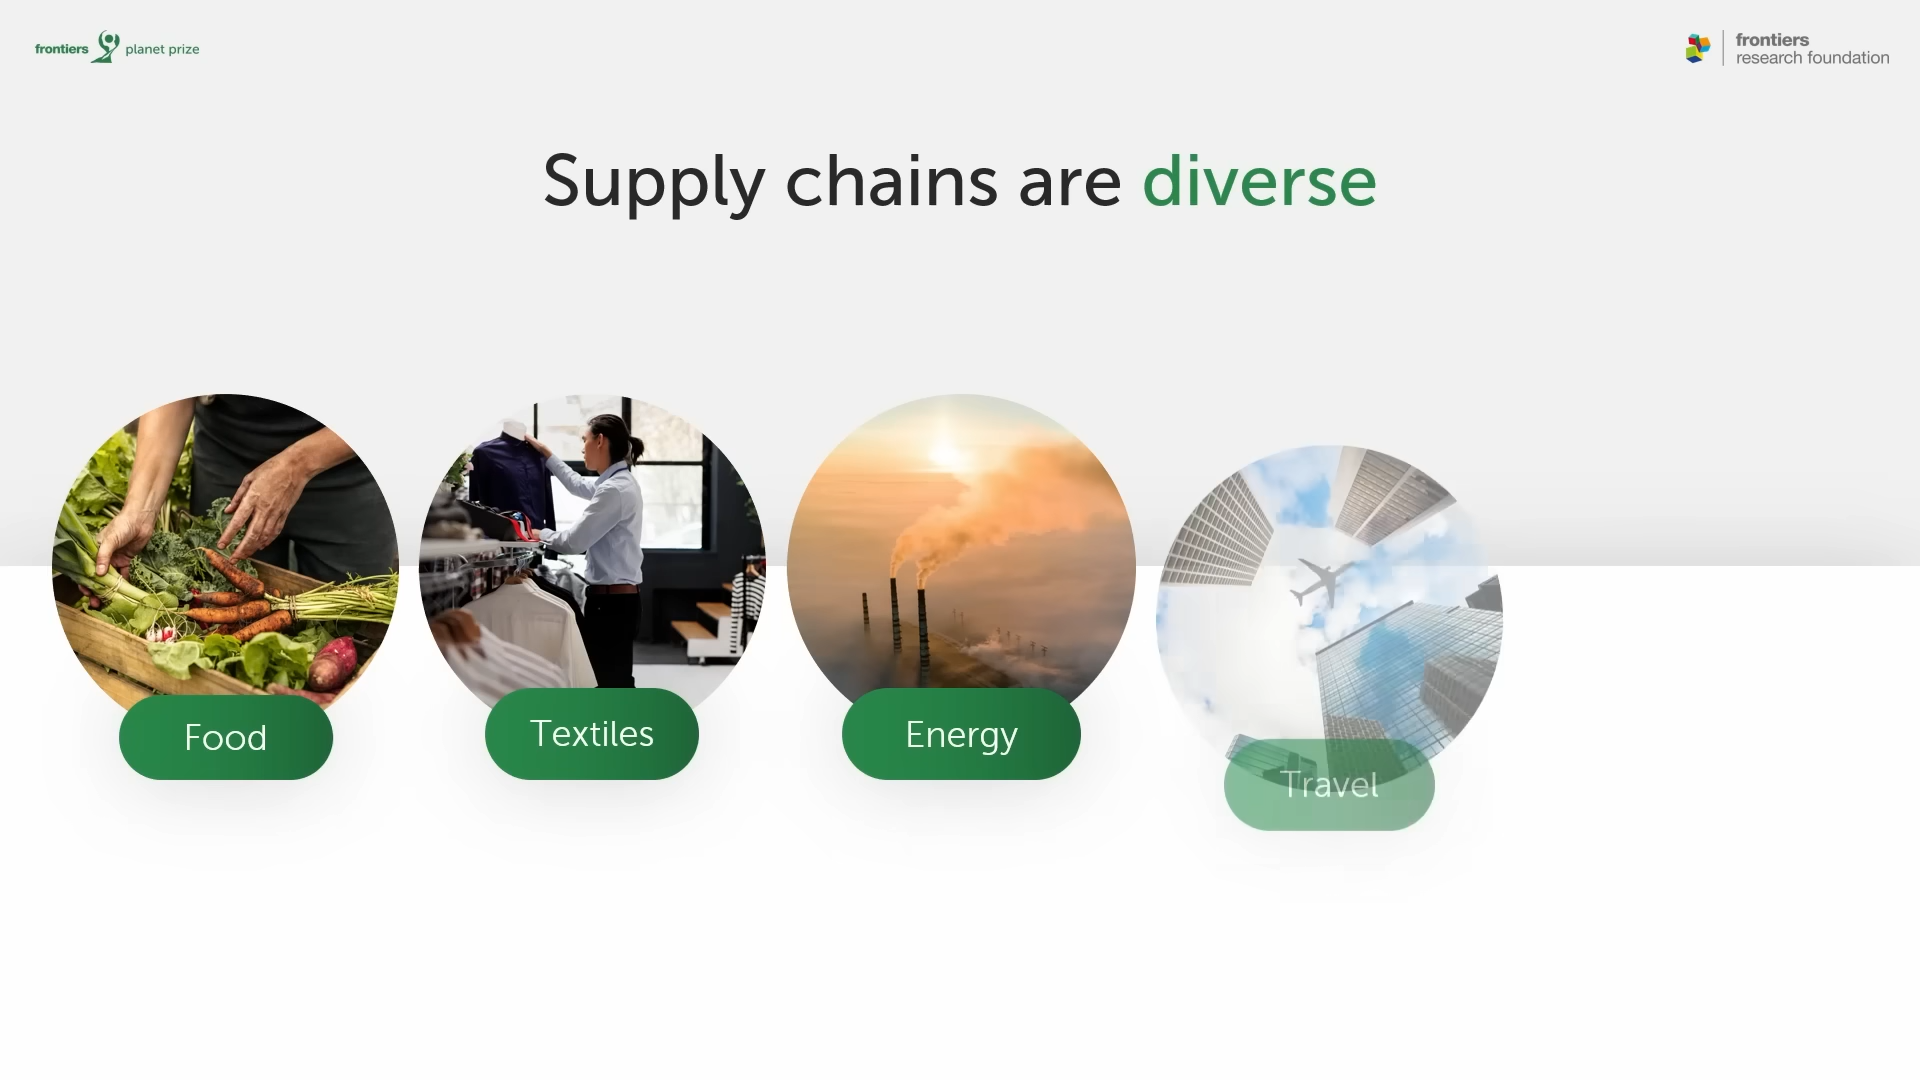 frontiers planet prize
frontiers
research foundation
Supply chains are diverse
Food
Textiles
Energy
Travel